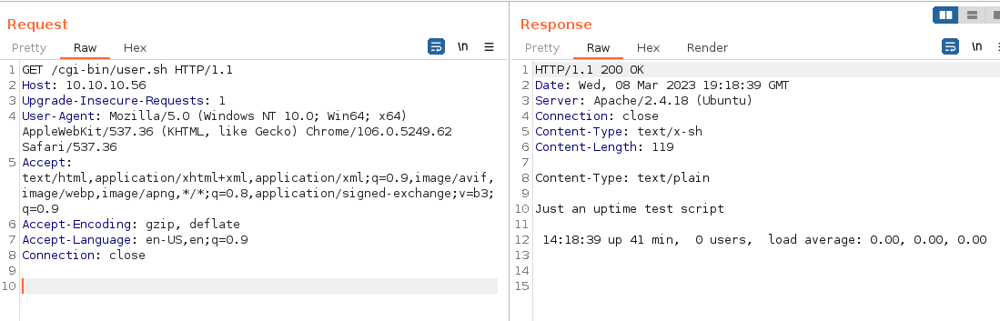 Request
Pretty Raw Hex
\n
1 GET /cgi-bin/user.sh HTTP/1.1
2 Host: 10.10.10.56
3 Upgrade-Insecure-Requests: 1
4 User-Agent: Mozilla/5.0 (Windows NT 10.0; Win64; x64)
AppleWebKit/537.36 (KHTML, like Gecko) Chrome/106.0.5249.62
Safari/537.36
5 Accept:
text/html,application/xhtml+xml,application/xml;q=0.9,image/avif,
image/webp,image/apng,*/*;q=0.8,application/signed-exchange;v=b3;
q=0.9
6 Accept-Encoding: gzip, deflate
7 Accept-Language: en-US,en;q=0.9
8 Connection: close
9
10
Response
Pretty Raw Hex Render
\n
1 HTTP/1.1 200 OK
2 Date: Wed, 08 Mar 2023 19:18:39 GMT
3 Server: Apache/2.4.18 (Ubuntu)
4 Connection: close
5 Content-Type: text/x-sh
6 Content-Length: 119
7
8 Content-Type: text/plain
9
10 Just an uptime test script
11
12 14:18:39 up 41 min, 0 users, load average: 0.00, 0.00, 0.00
13
14
15